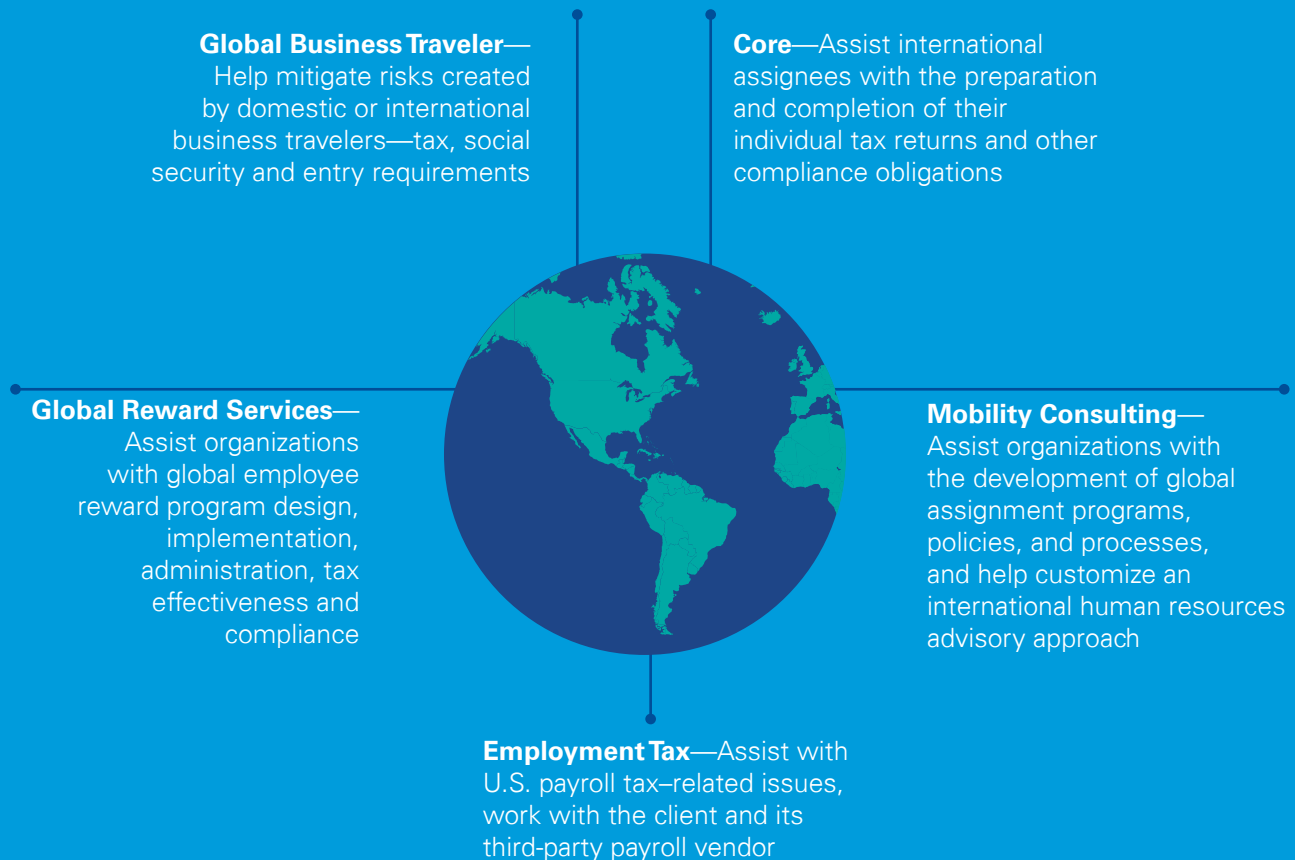 Global Business Traveler—
Help mitigate risks created
by domestic or international
business travelers—tax, social
security and entry requirements
Core—Assist international
assignees with the preparation
and completion of their
individual tax returns and other
compliance obligations
Global Reward Services—
Assist organizations
with global employee
reward program design,
implementation,
administration, tax
effectiveness and
compliance
Mobility Consulting—
Assist organizations with
the development of global
assignment programs,
policies, and processes,
and help customize an
international human resources
advisory approach
Employment Tax—Assist with
U.S. payroll tax–related issues,
work with the client and its
third-party payroll vendor